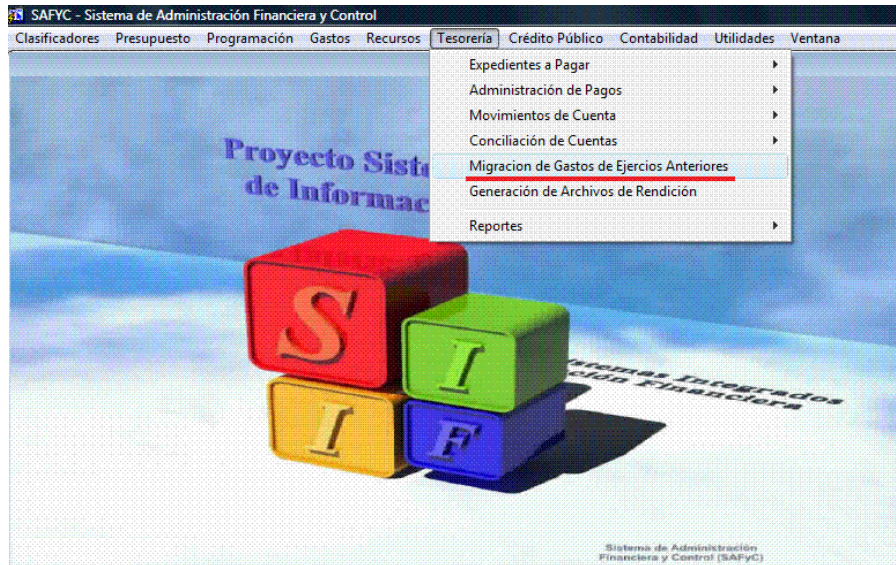 SAFYC - Sistema de Administración Financiera y Control
Clasificadores Presupuesto Programación Gastos Recursos Tesorería Crédito Público Contabilidad Utilidades Ventana
Expedientes a Pagar
Administración de Pagos
Movimientos de Cuenta
Conciliación de Cuentas
Migracion de Gastos de Ejercios Anteriores
Generación de Archivos de Rendición
Reportes
Proyecto Siste
de Informac
S
I
I
F
stemas Integrados
ción Financiera
Sistema de Administración
Financiera y Control (SAFyC)